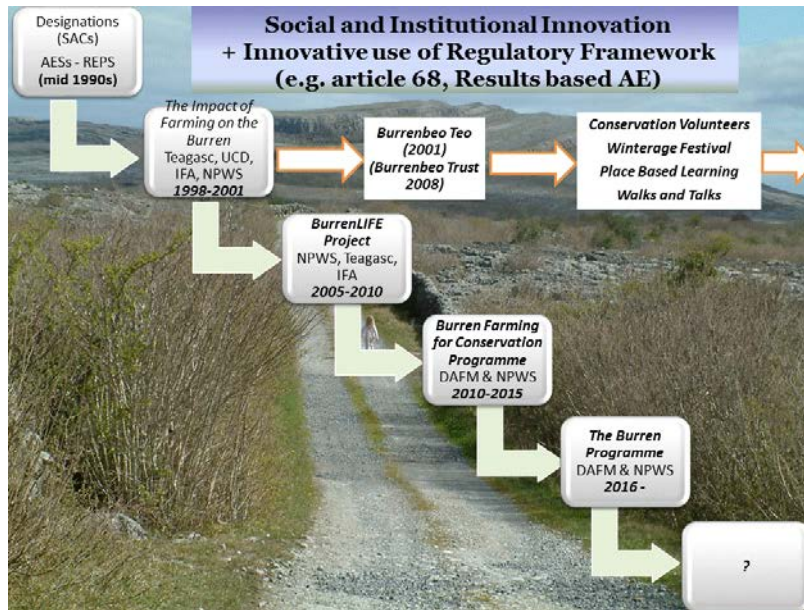 Designations
(SACs)
AESs - REPS
(mid 1990s)
Social and Institutional Innovation
+ Innovative use of Regulatory Framework
(e.g. article 68, Results based AE)
The Impact of
Farming on the
Burren
Teagasc, UCD,
IFA, NPWS
1998-2001
Burrenbeo Teo
(2001)
(Burrenbeo Trust
2008)
Conservation Volunteers
Winterage Festival
Place Based Learning
Walks and Talks
BurrenLIFE
Project
NPWS, Teagasc,
IFA
2005-2010
Burren Farming
for Conservation
Programme
DAFM & NPWS
2010-2015
The Burren
Programme
DAFM & NPWS
2016 -
?